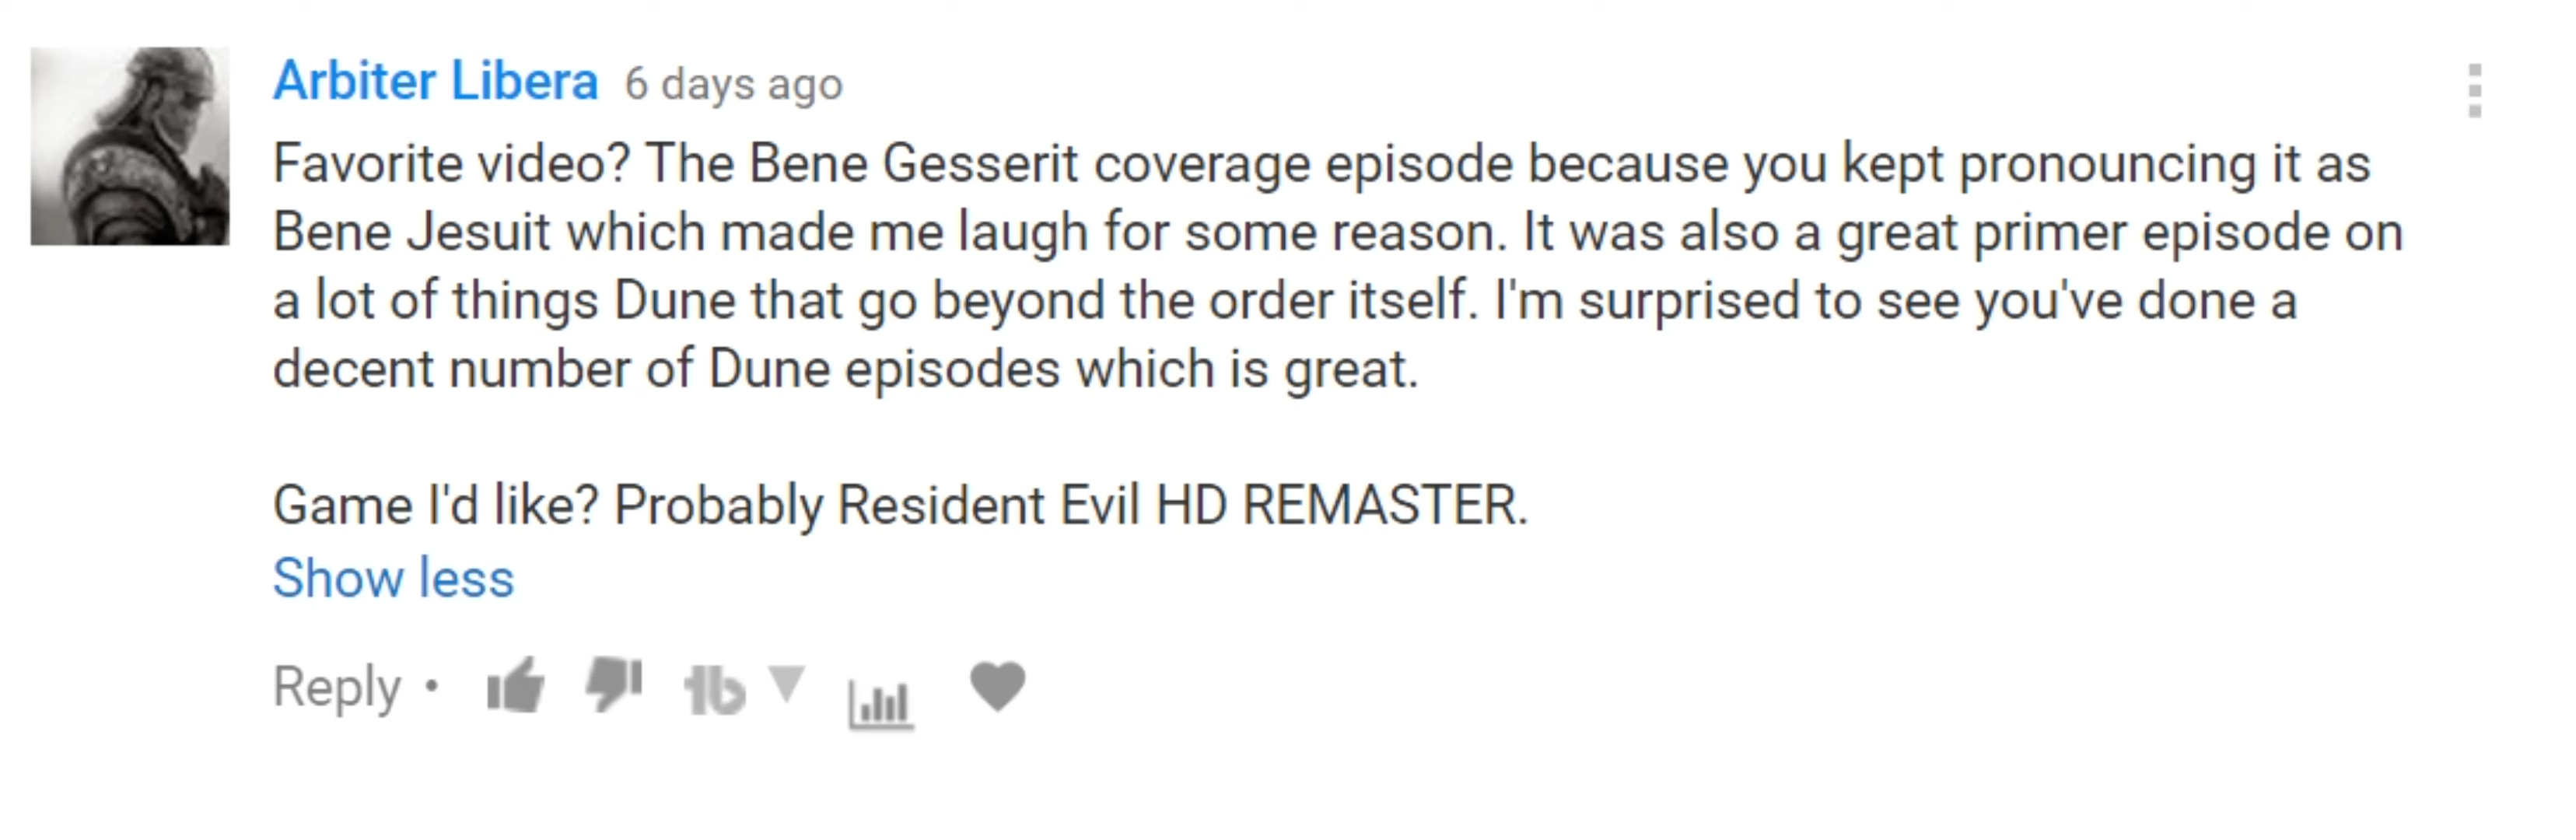 Arbiter Libera 6 days ago
Favorite video? The Bene Gesserit coverage episode because you kept pronouncing it as
Bene Jesuit which made me laugh for some reason. It was also a great primer episode on
a lot of things Dune that go beyond the order itself. I'm surprised to see you've done a
decent number of Dune episodes which is great.
Game I'd like? Probably Resident Evil HD REMASTER.
Show less
Reply •